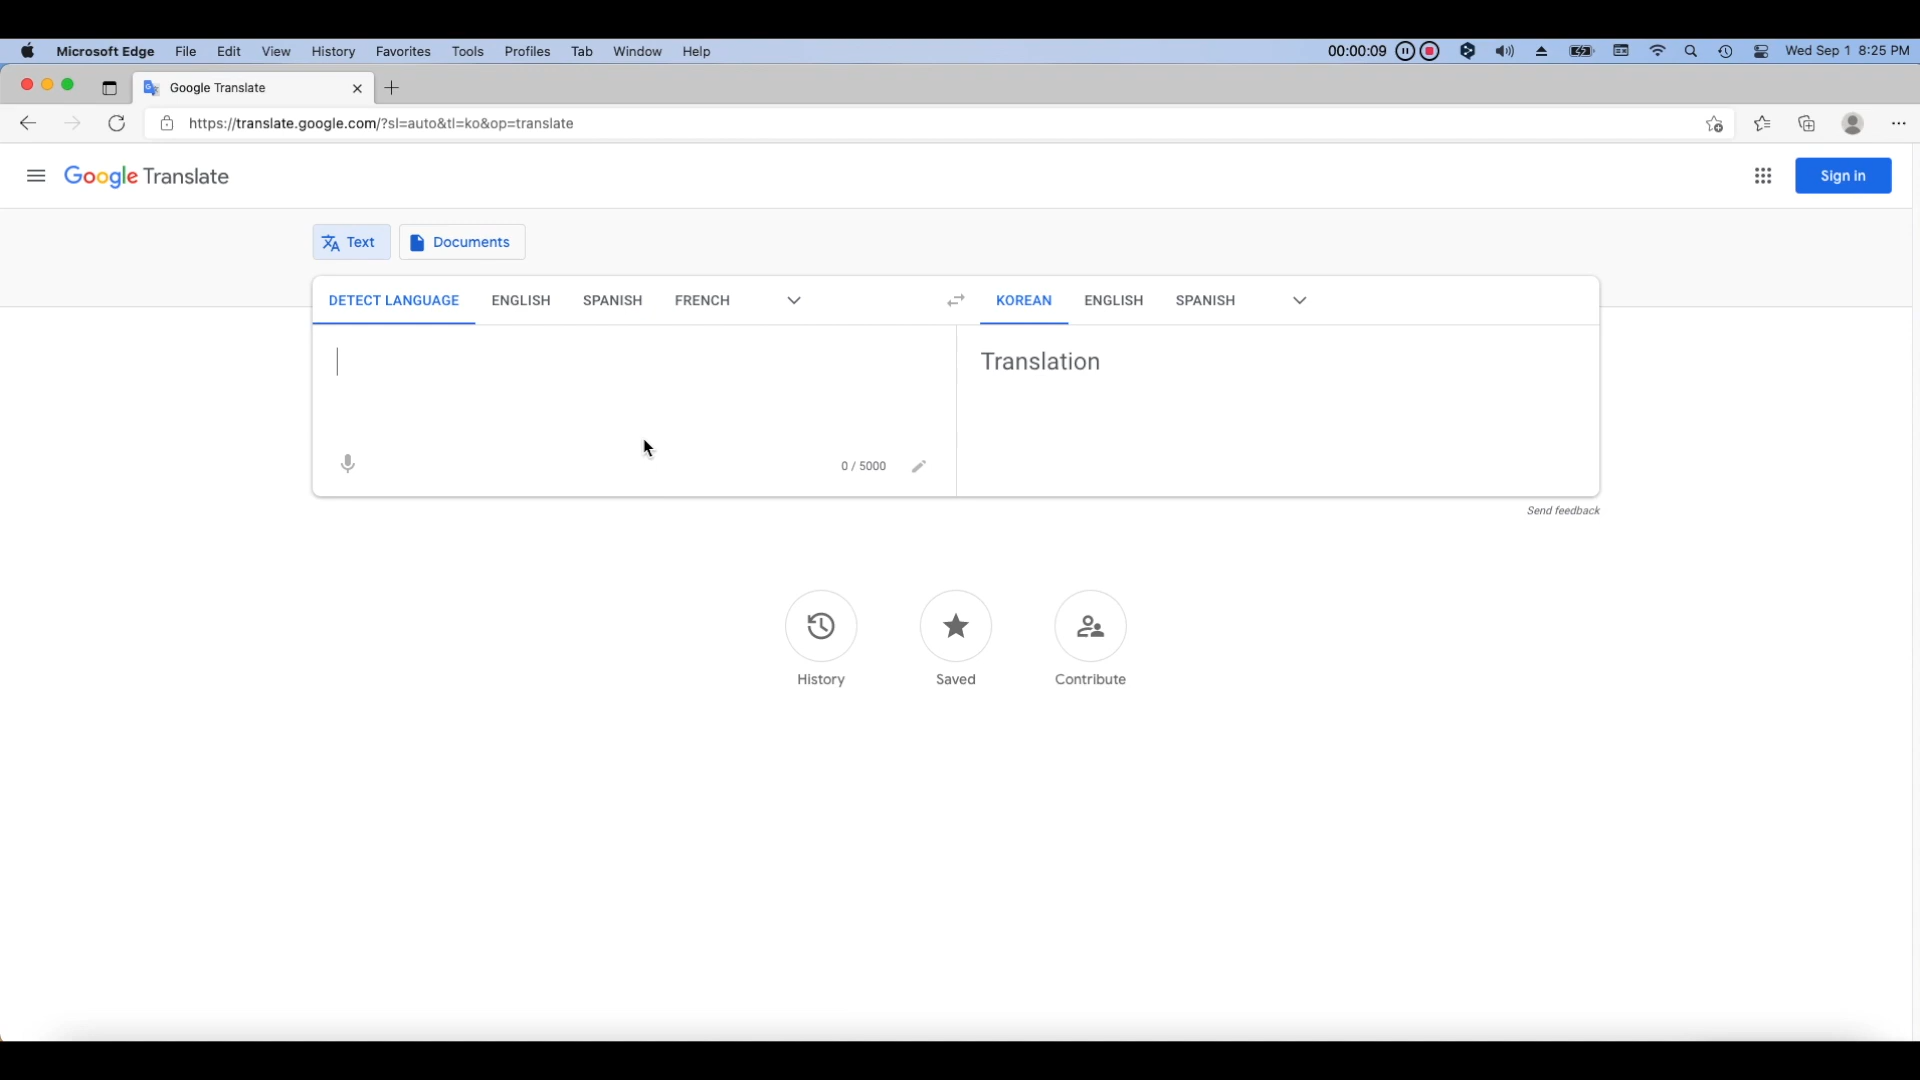 Microsoft Edge File Edit View History Favorites Tools Profiles Tab Window Help 00:00:09 Wed Sep 1 8:25 PM
Google Translate
https://translate.google.com/?sl=auto&tl=ko&op=translate
Google Translate Sign in
Text Documents
DETECT LANGUAGE ENGLISH SPANISH FRENCH KOREAN ENGLISH SPANISH
Translation
0 / 5000
Send feedback
History Saved Contribute